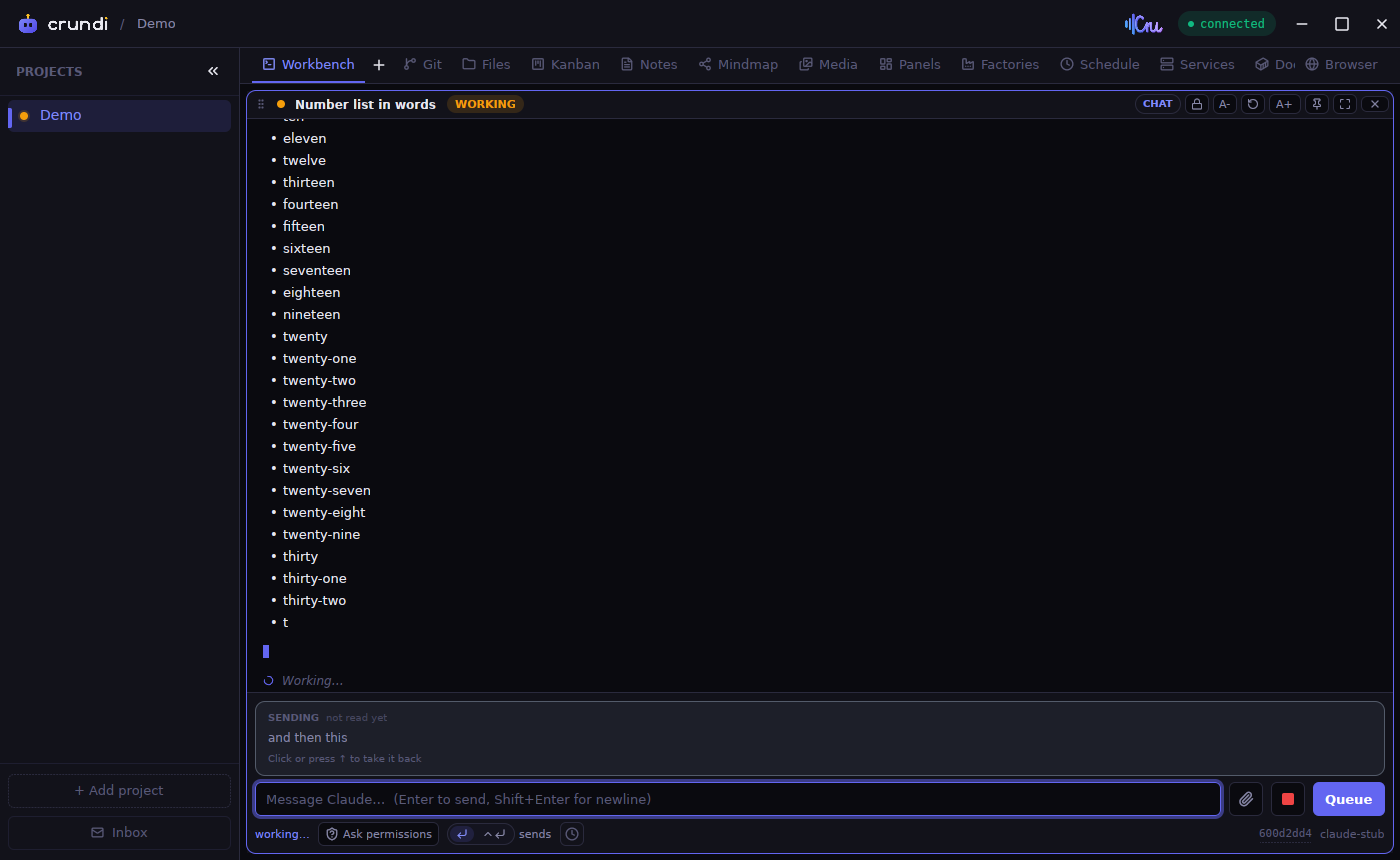 crundi / Demo
Cru
connected
PROJECTS
Workbench
Git
Files
Kanban
Notes
Mindmap
Media
Panels
Factories
Schedule
Services
Doc
Browser
Demo
Number list in words WORKING
CHAT A- A+
• eleven
• twelve
• thirteen
• fourteen
• fifteen
• sixteen
• seventeen
• eighteen
• nineteen
• twenty
• twenty-one
• twenty-two
• twenty-three
• twenty-four
• twenty-five
• twenty-six
• twenty-seven
• twenty-eight
• twenty-nine
• thirty
• thirty-one
• thirty-two
• t
Working...
SENDING not read yet
and then this
Click or press ↑ to take it back
Message Claude... (Enter to send, Shift+Enter for newline)
Queue
working... Ask permissions sends
600d2dd4 claude-stub
+ Add project
Inbox